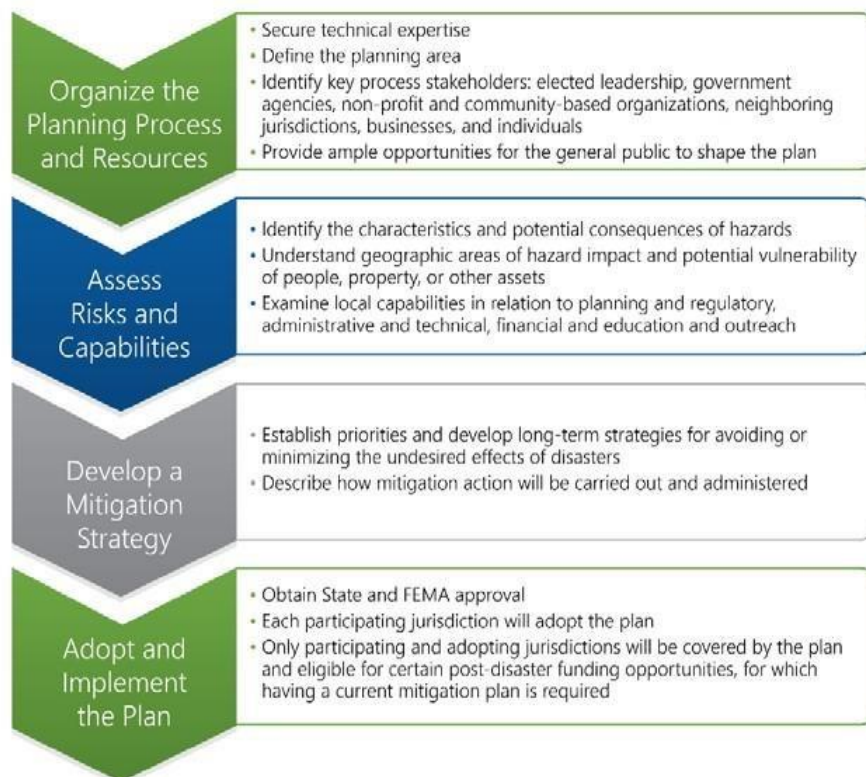 Organize the
Planning Process
and Resources
• Secure technical expertise
• Define the planning area
• Identify key process stakeholders: elected leadership, government
agencies, non-profit and community-based organizations, neighboring
jurisdictions, businesses, and individuals
• Provide ample opportunities for the general public to shape the plan
Assess
Risks and
Capabilities
• Identify the characteristics and potential consequences of hazards
• Understand geographic areas of hazard impact and potential vulnerability
of people, property, or other assets
• Examine local capabilities in relation to planning and regulatory,
administrative and technical, financial and education and outreach
Develop a
Mitigation
Strategy
• Establish priorities and develop long-term strategies for avoiding or
minimizing the undesired effects of disasters
• Describe how mitigation action will be carried out and administered
Adopt and
Implement
the Plan
• Obtain State and FEMA approval
• Each participating jurisdiction will adopt the plan
• Only participating and adopting jurisdictions will be covered by the plan
and eligible for certain post-disaster funding opportunities, for which
having a current mitigation plan is required